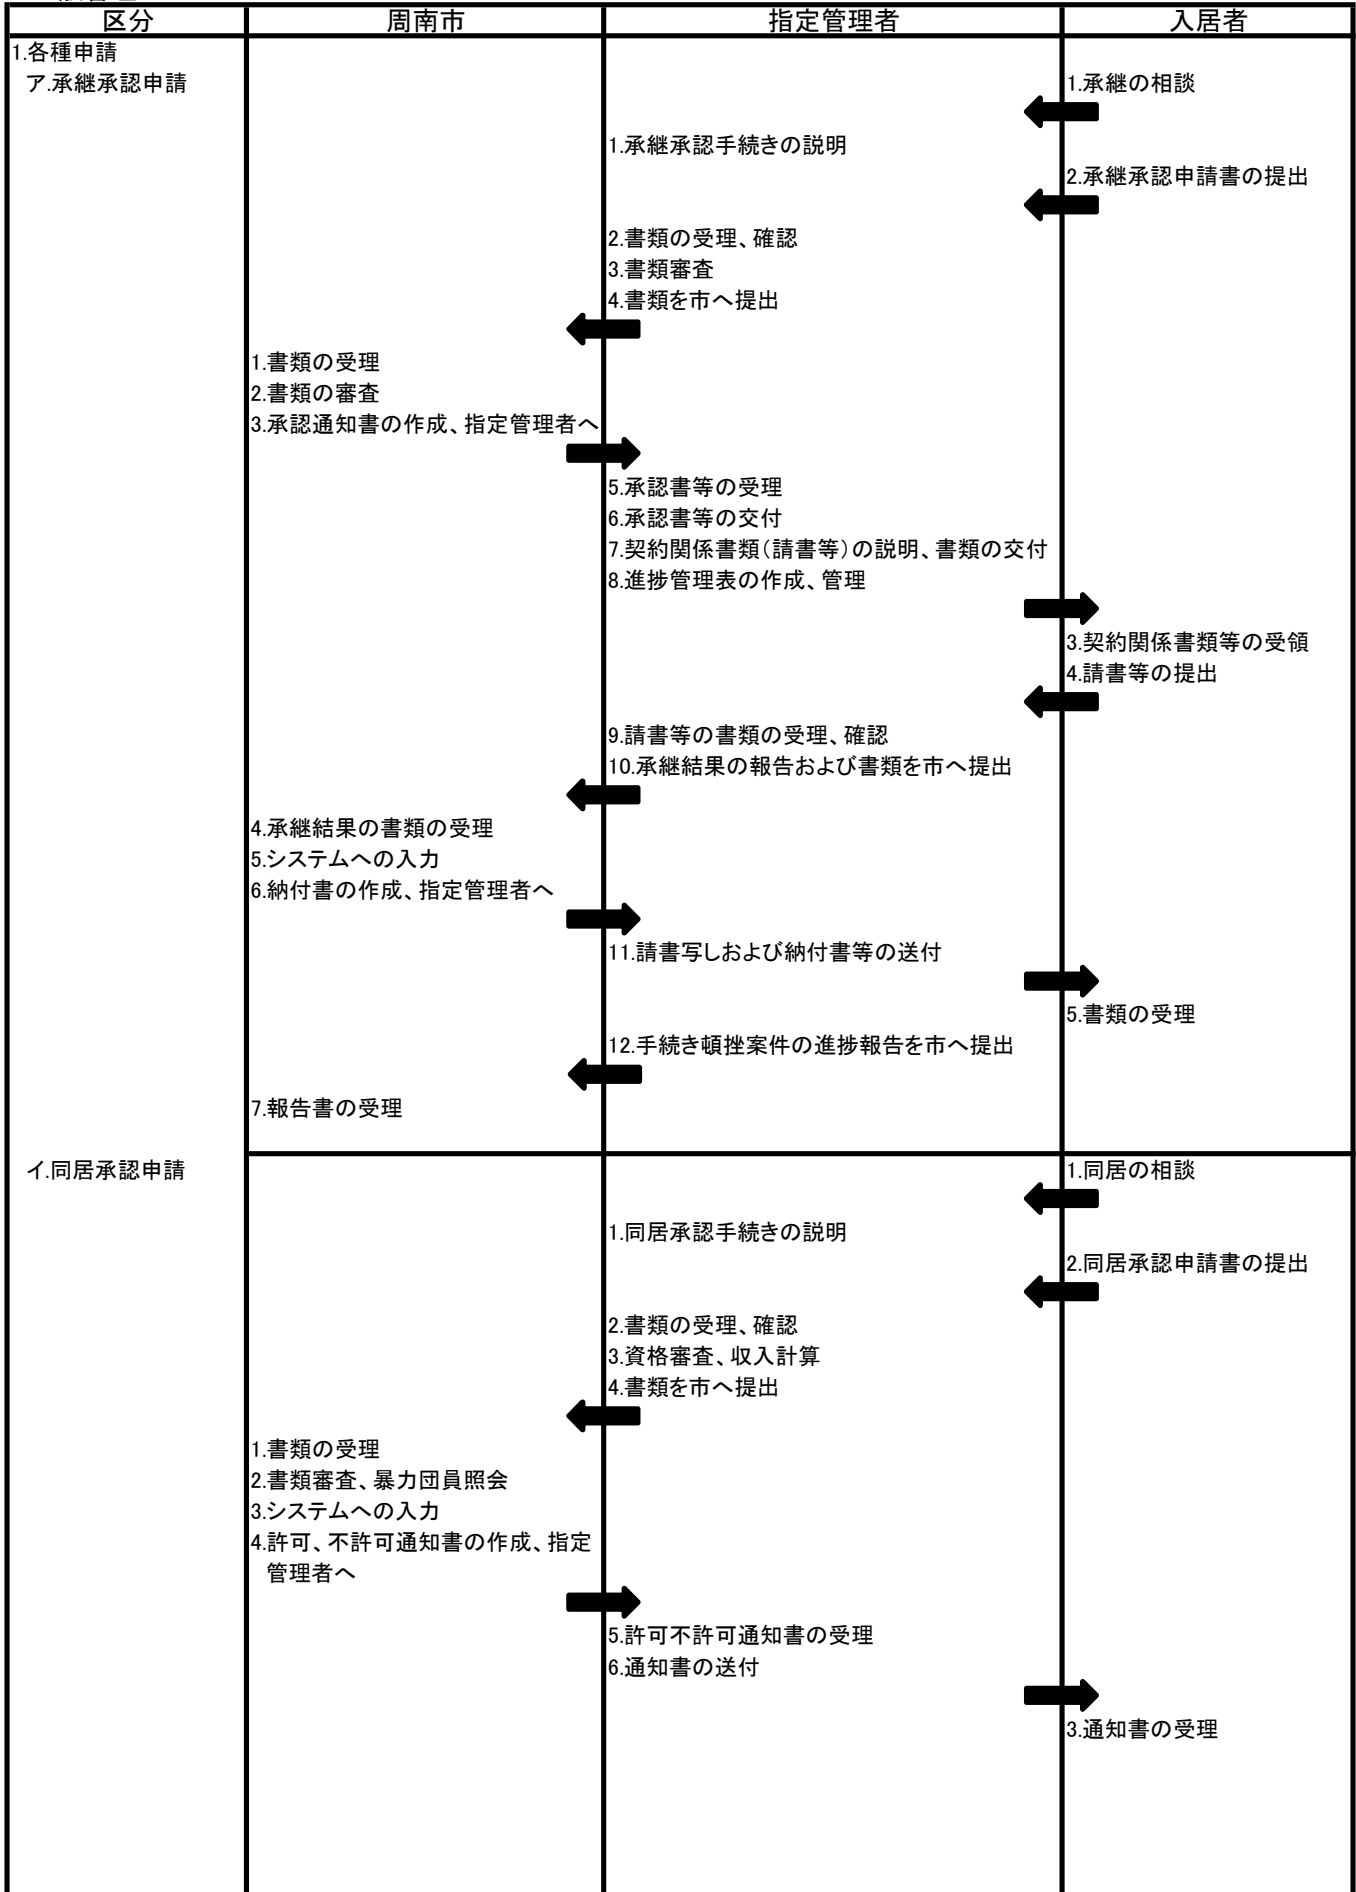 区分 周南市 指定管理者 入居者
1.各種申請
ア.承継承認申請 1.承継の相談
1.承継承認手続きの説明
2.承継承認申請書の提出
2.書類の受理、確認
3.書類審査
4.書類を市へ提出
1.書類の受理
2.書類の審査
3.承認通知書の作成、指定管理者へ
5.承認書等の受理
6.承認書等の交付
7.契約関係書類(請書等)の説明、書類の交付
8.進捗管理表の作成、管理
3.契約関係書類等の受領
4.請書等の提出
9.請書等の書類の受理、確認
10.承継結果の報告および書類を市へ提出
4.承継結果の書類の受理
5.システムへの入力
6.納付書の作成、指定管理者へ
11.請書写しおよび納付書等の送付
5.書類の受理
12.手続き頓挫案件の進捗報告を市へ提出
7.報告書の受理
イ.同居承認申請 1.同居の相談
1.同居承認手続きの説明
2.同居承認申請書の提出
2.書類の受理、確認
3.資格審査、収入計算
4.書類を市へ提出
1.書類の受理
2.書類審査、暴力団員照会
3.システムへの入力
4.許可、不許可通知書の作成、指定
管理者へ
5.許可不許可通知書の受理
6.通知書の送付
3.通知書の受理